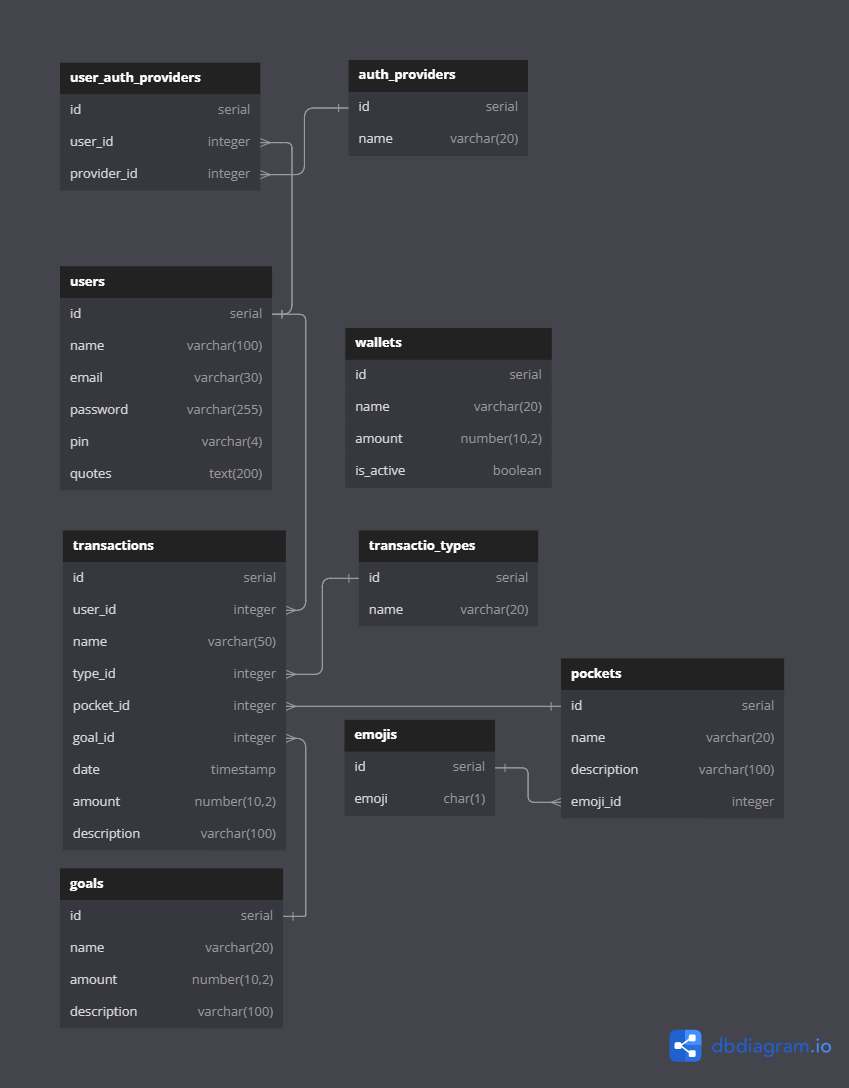 user_auth_providers
id serial
user_id integer
provider_id integer
auth_providers
id serial
name varchar(20)
users
id serial
name varchar(100)
email varchar(30)
password varchar(255)
pin varchar(4)
quotes text(200)
wallets
id serial
name varchar(20)
amount number(10,2)
is_active boolean
transactions
id serial
user_id integer
name varchar(50)
type_id integer
pocket_id integer
goal_id integer
date timestamp
amount number(10,2)
description varchar(100)
transactio_types
id serial
name varchar(20)
pockets
id serial
name varchar(20)
description varchar(100)
emoji_id integer
emojis
id serial
emoji char(1)
goals
id serial
name varchar(20)
amount number(10,2)
description varchar(100)
dbdiagram.io